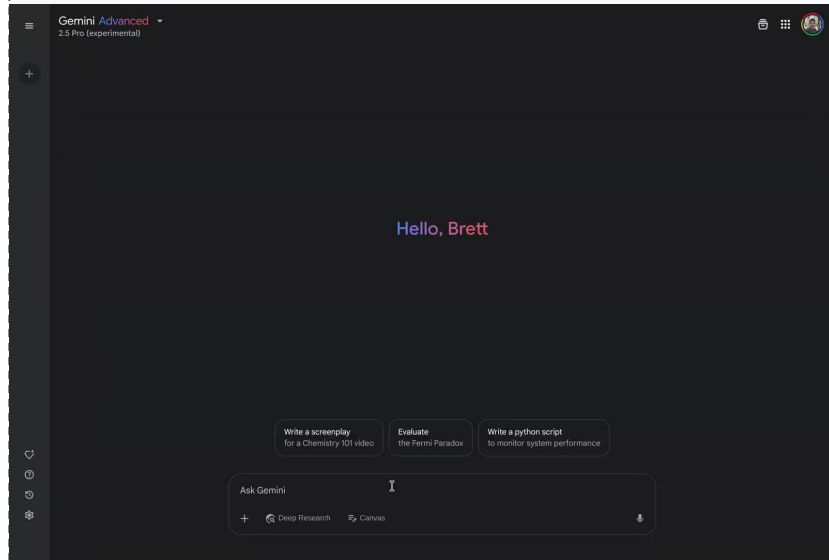 Gemini Advanced
2.5 Pro (experimental)
Hello, Brett
Write a screenplay
for a Chemistry 101 video
Evaluate
the Fermi Paradox
Write a python script
to monitor system performance
Ask Gemini
Deep Research
Canvas